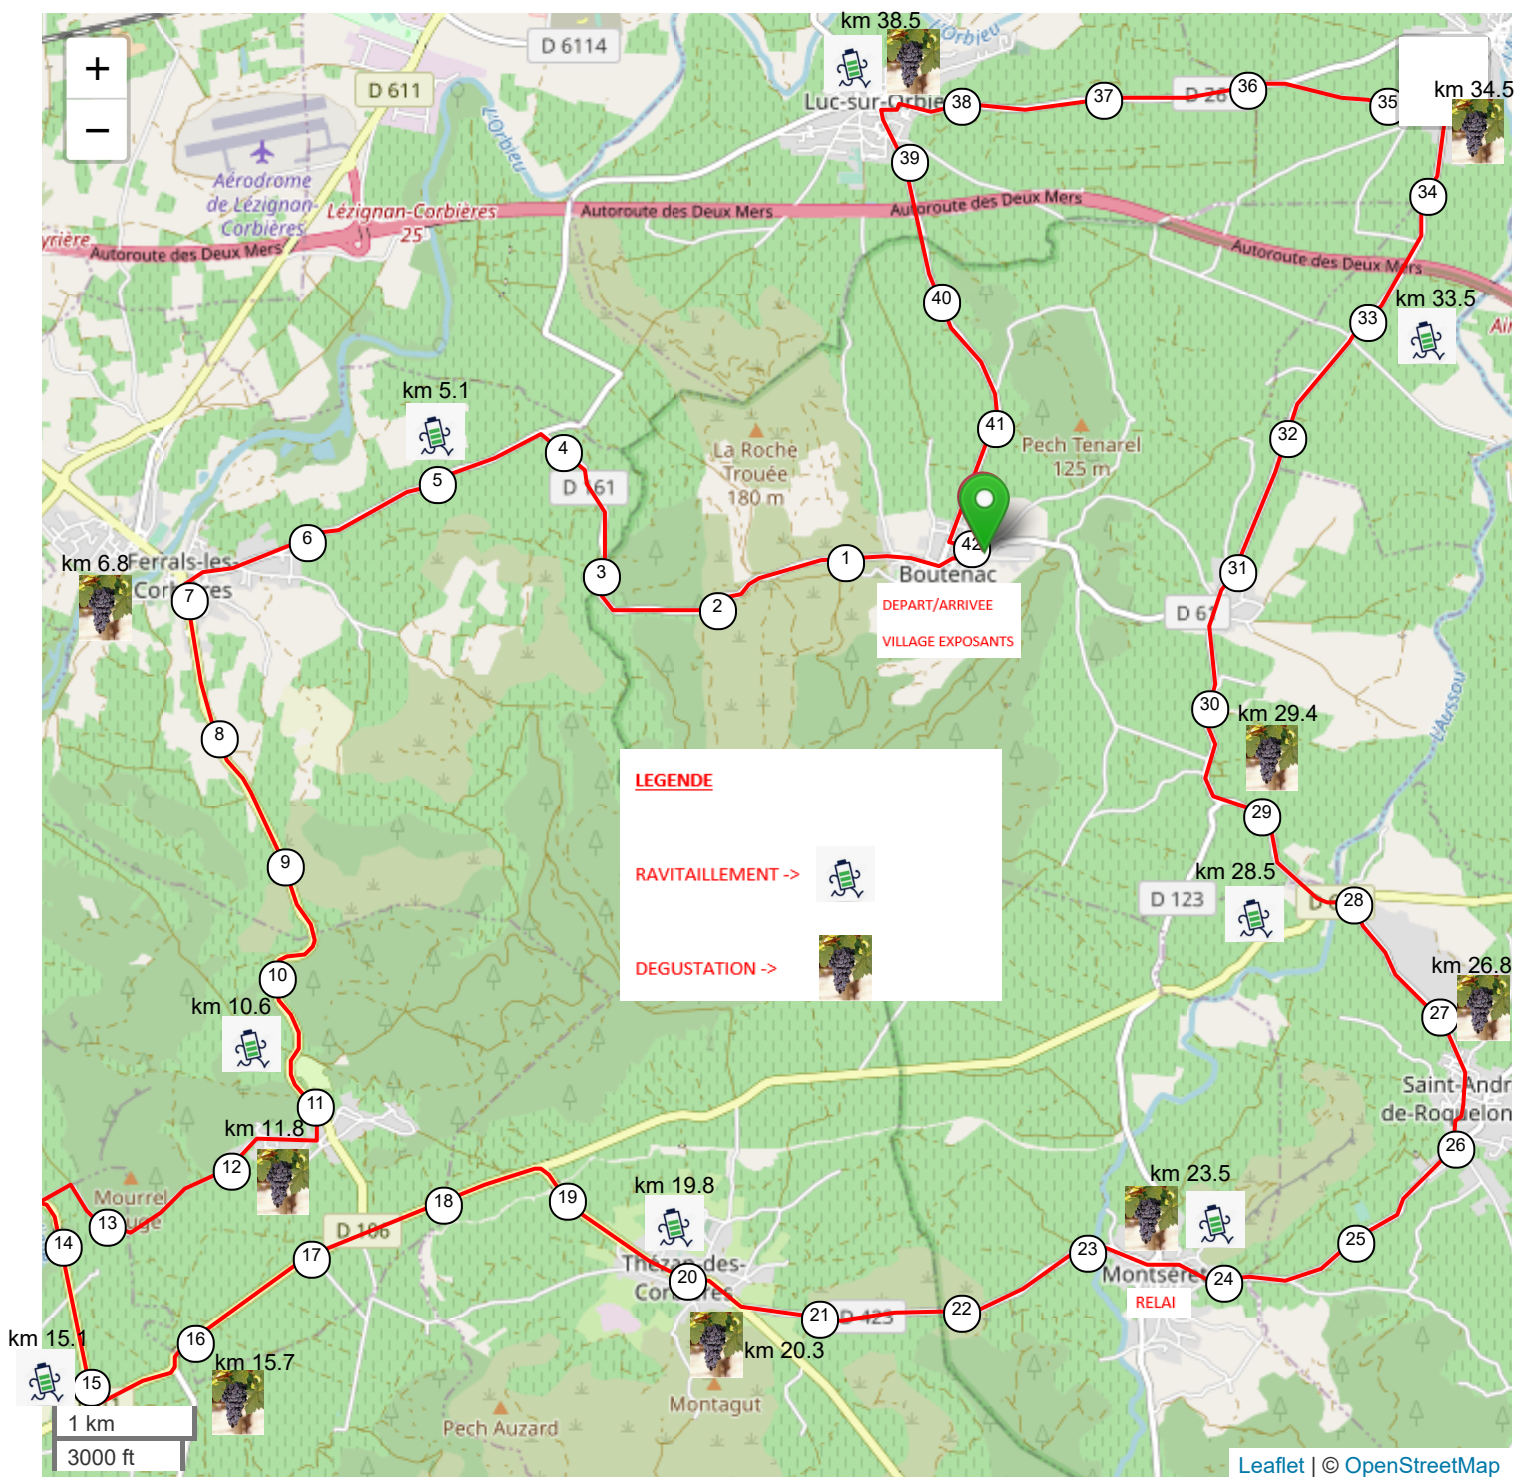 km 38.5
L'Orbieu
+
−
D 6114
D 611
Luc-sur-Orbie
38
37
D 26
36
35
km 34.5
L'Orbieu
39
Aérodrome
de Lézignan-
Corbières
Lézignan-Corbières
25
34
Autoroute des Deux Mers
Autoroute des Deux Mers
yrière
Autoroute des Deux Mers
Autoroute des Deux Mers
40
km 33.5
33
Air
km 5.1
4
41
La Roche
Trouée
180 m
Pech Tenarel
125 m
32
5
D 161
6
42
km 6.8
Ferrals-les-
Corbières
7
3
1
Boutenac
31
2
DEPART/ARRIVEE
VILLAGE EXPOSANTS
D 61
30
km 29.4
L'Aussou
8
LEGENDE
29
9
RAVITAILLEMENT ->
km 28.5
D 123
28
DEGUSTATION ->
10
km 26.8
km 10.6
27
11
Saint-Andr
de-Roquelon
km 11.8
12
26
Mourrel
uge
13
18
19
km 19.8
km 23.5
14
17
D 106
Thézan-des-
Corbières
20
23
25
Montséret
24
RELAI
21
D 423
22
km 15.1
16
km 15.7
km 20.3
15
Montagut
Pech Auzard
1 km
3000 ft
Leaflet | © OpenStreetMap